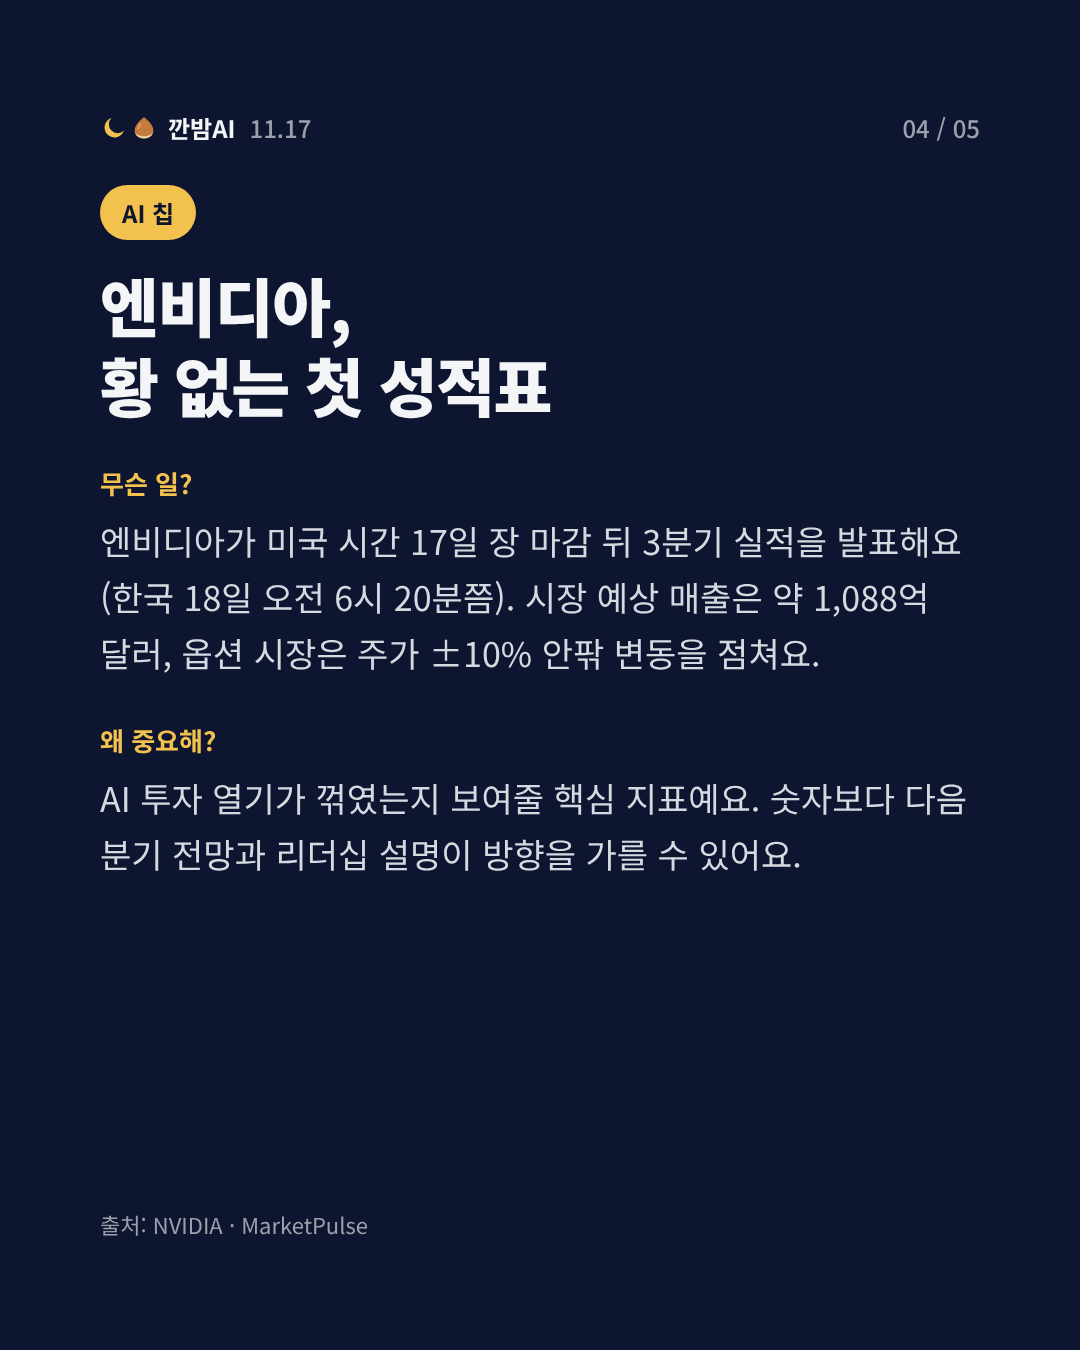 깐밤AI 11.17
04 / 05
AI 칩
엔비디아,
황 없는 첫 성적표
무슨 일?
엔비디아가 미국 시간 17일 장 마감 뒤 3분기 실적을 발표해요
(한국 18일 오전 6시 20분쯤). 시장 예상 매출은 약 1,088억
달러, 옵션 시장은 주가 ±10% 안팎 변동을 점쳐요.
왜 중요해?
AI 투자 열기가 꺾였는지 보여줄 핵심 지표예요. 숫자보다 다음
분기 전망과 리더십 설명이 방향을 가를 수 있어요.
출처: NVIDIA · MarketPulse